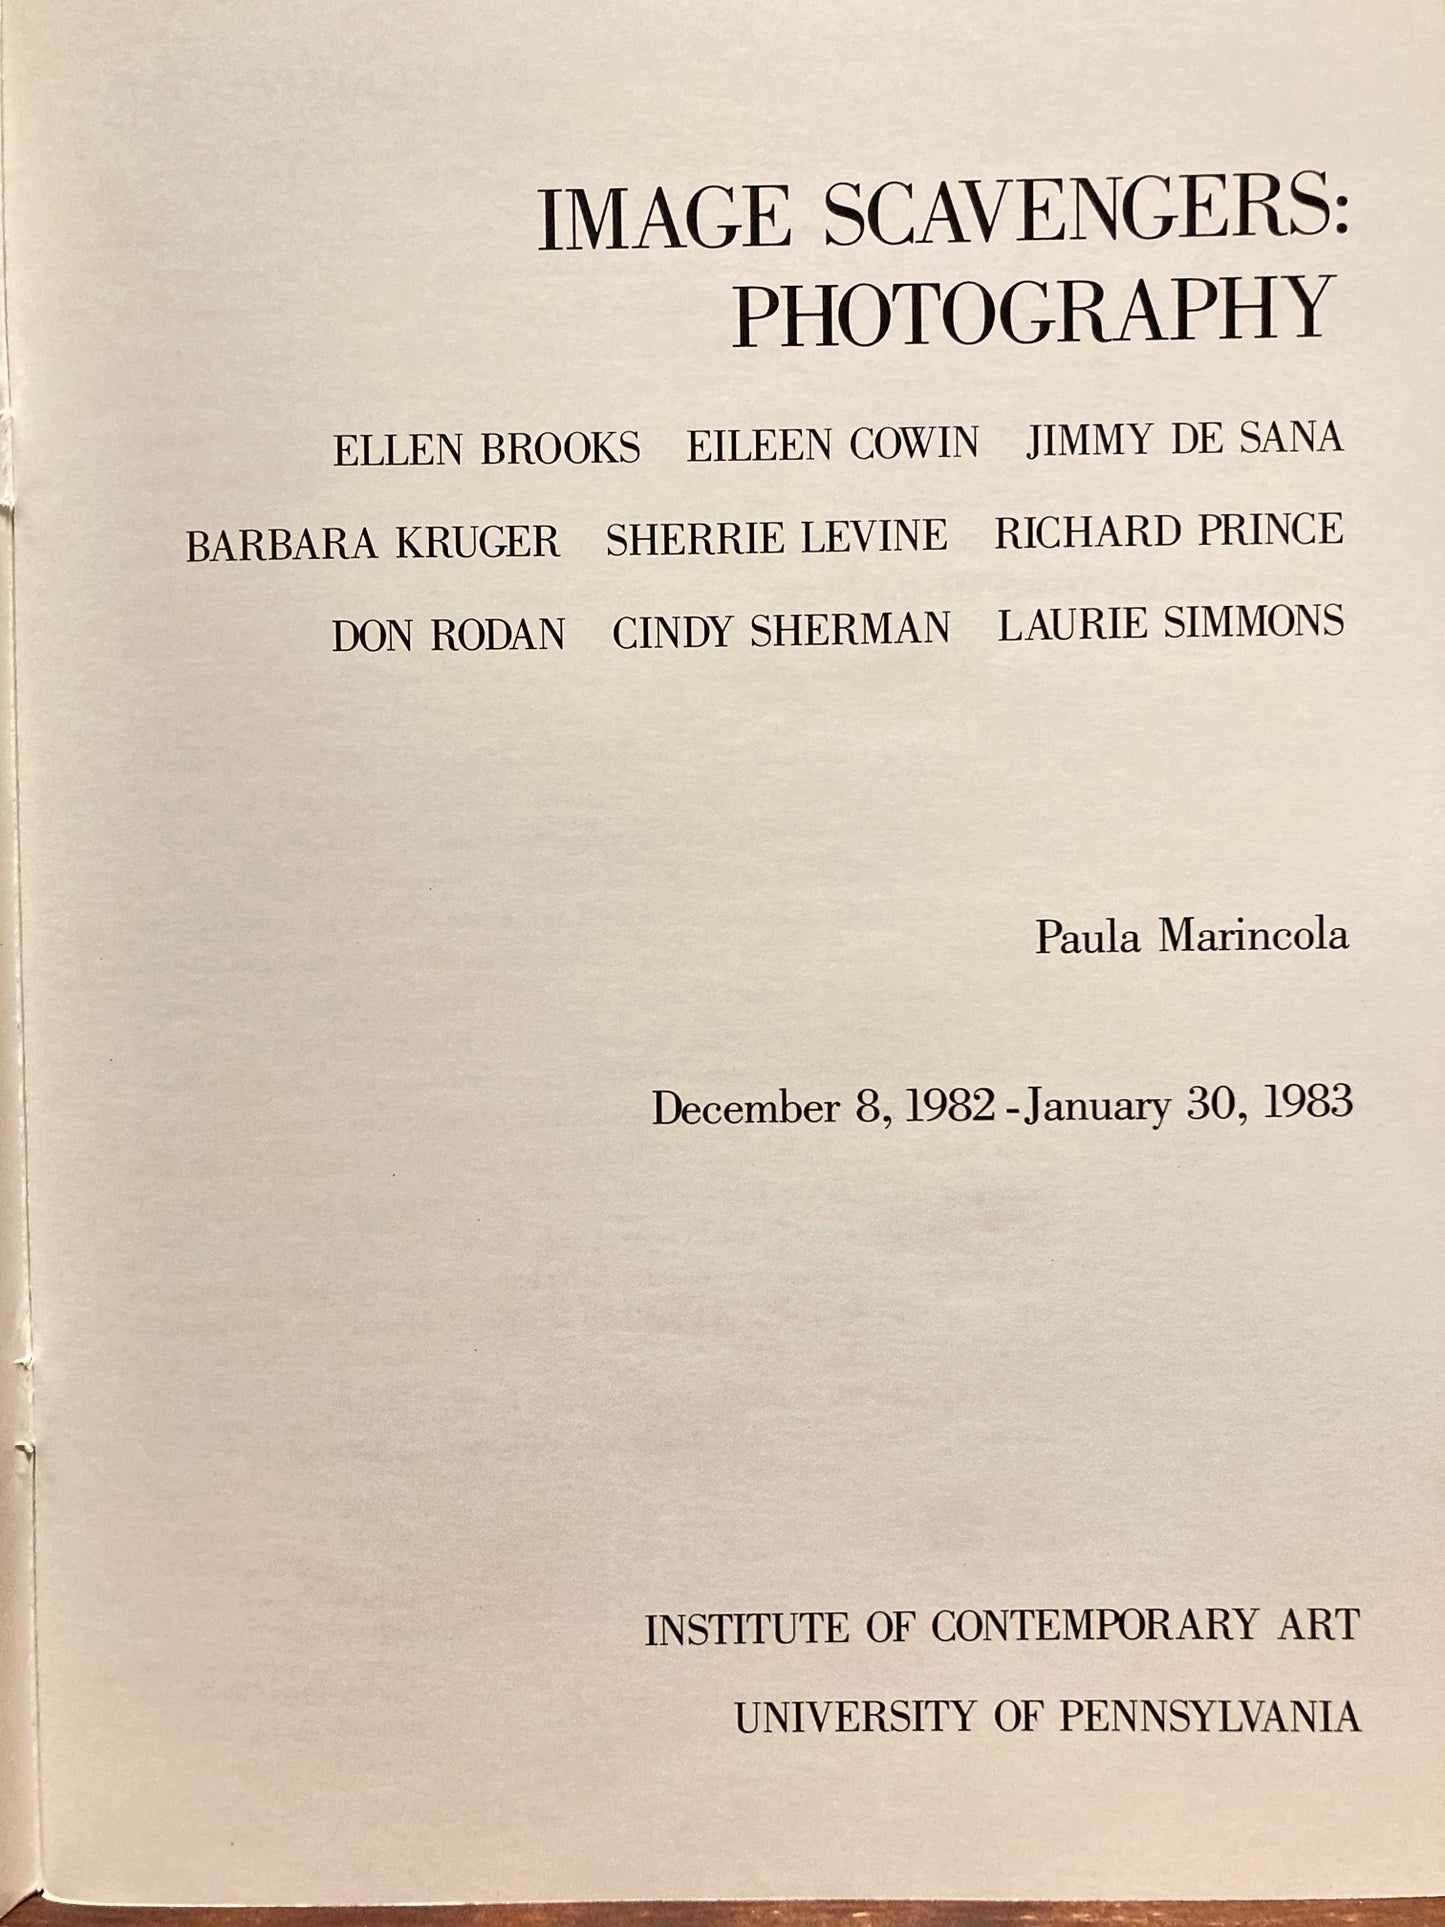 IMAGE SCAVENGERS:
PHOTOGRAPHY
ELLEN BROOKS EILEEN COWIN JIMMY DE SANA
BARBARA KRUGER SHERRIE LEVINE RICHARD PRINCE
DON RODAN CINDY SHERMAN LAURIE SIMMONS
Paula Marincola
December 8, 1982-January 30, 1983
INSTITUTE OF CONTEMPORARY ART
UNIVERSITY OF PENNSYLVANIA